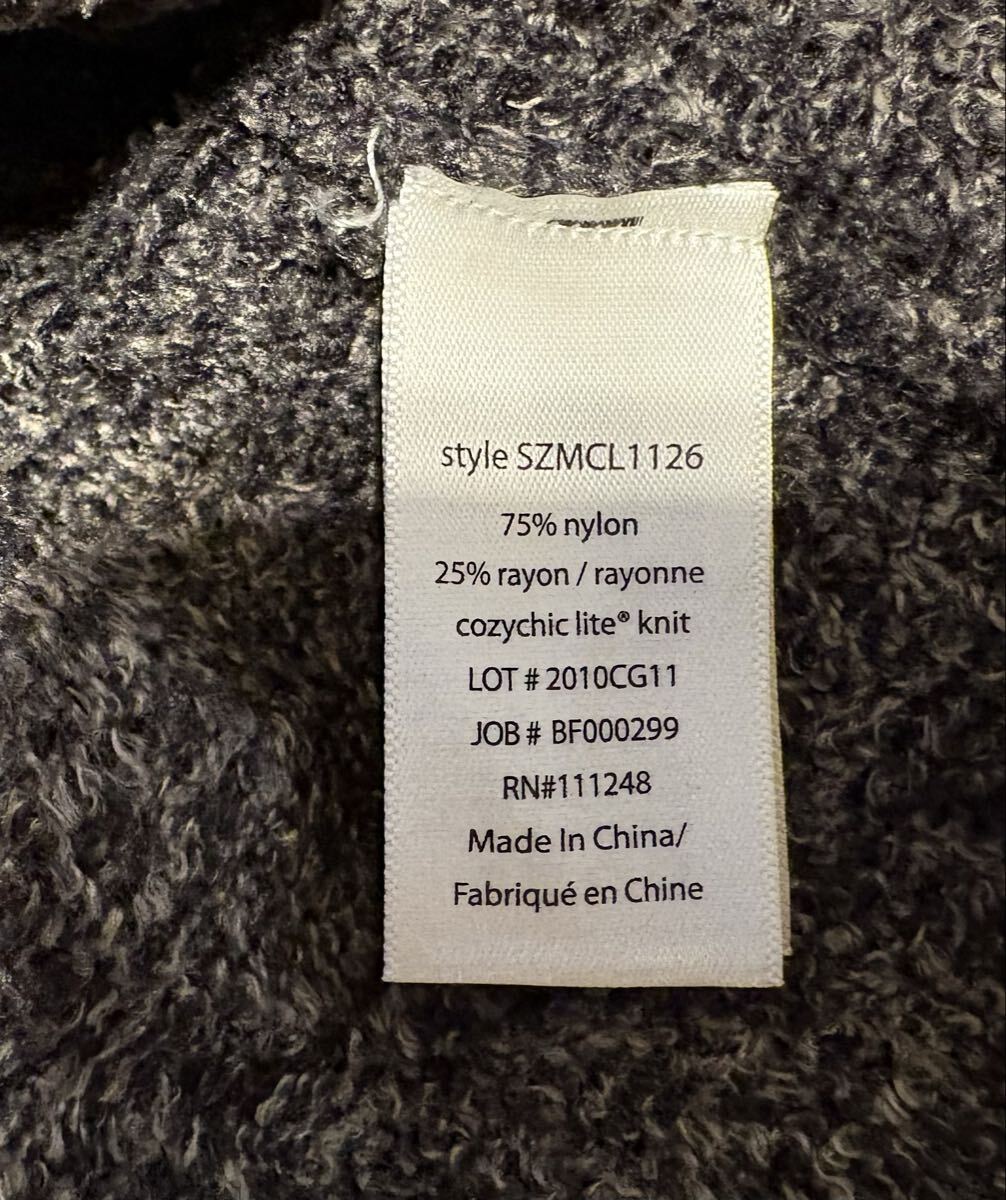 style SZMCL1126
75% nylon
25% rayon / rayonne
cozychic lite® knit
LOT # 2010CG11
JOB # BF000299
RN#111248
Made In China/
Fabriqué en Chine